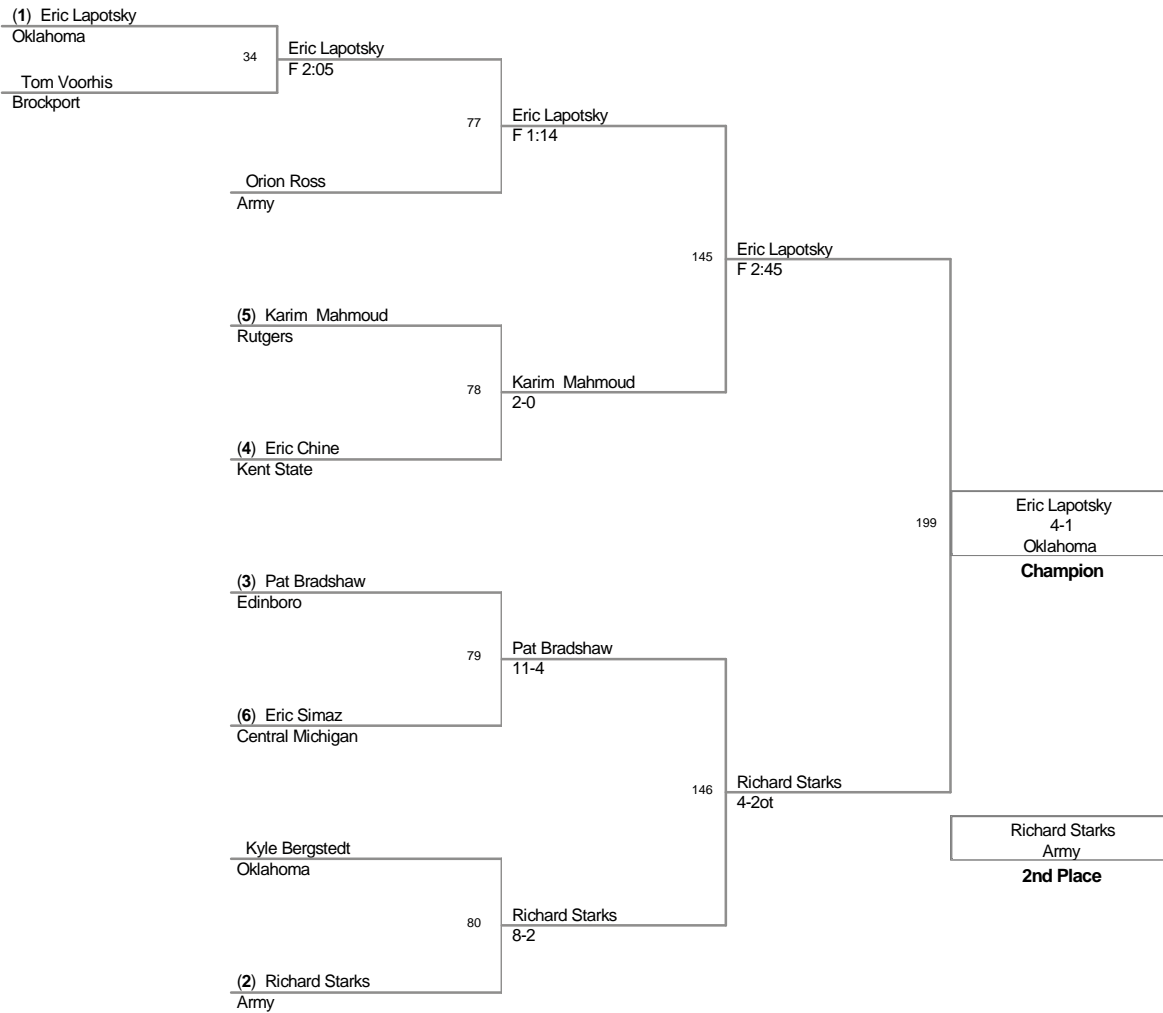 (1) Eric Lapotsky
Oklahoma
34
Eric Lapotsky
F 2:05
Tom Voorhis
Brockport
77
Eric Lapotsky
F 1:14
Orion Ross
Army
145
Eric Lapotsky
F 2:45
(5) Karim Mahmoud
Rutgers
78
Karim Mahmoud
2-0
(4) Eric Chine
Kent State
199
Eric Lapotsky
4-1
Oklahoma
Champion
(3) Pat Bradshaw
Edinboro
79
Pat Bradshaw
11-4
(6) Eric Simaz
Central Michigan
146
Richard Starks
4-2ot
Richard Starks
Army
2nd Place
Kyle Bergstedt
Oklahoma
80
Richard Starks
8-2
(2) Richard Starks
Army